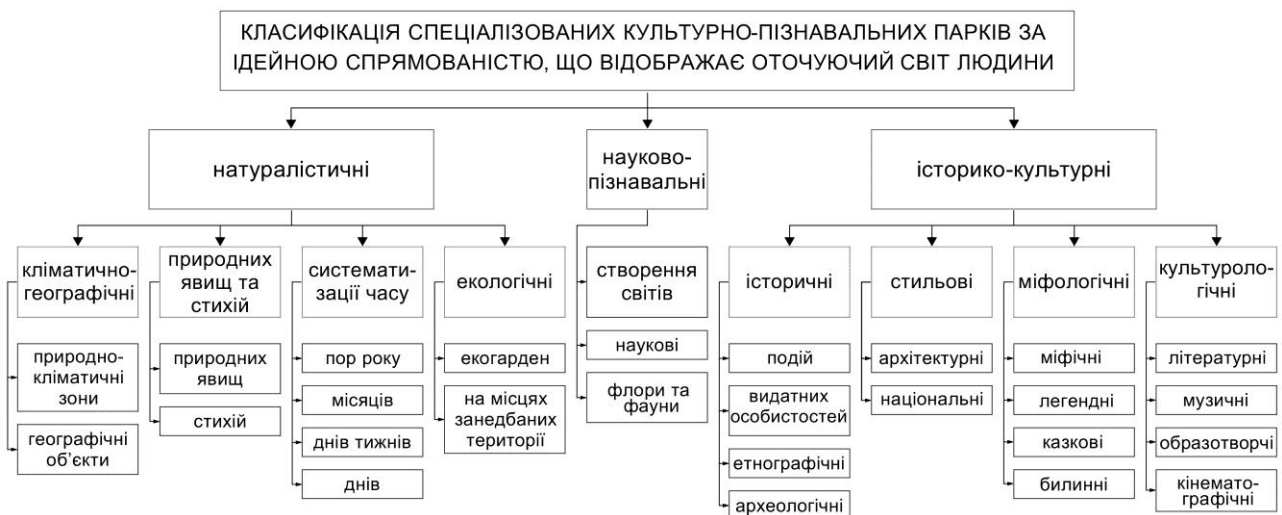 КЛАСИФІКАЦІЯ СПЕЦІАЛІЗОВАНИХ КУЛЬТУРНО-ПІЗНАВАЛЬНИХ ПАРКІВ ЗА
ІДЕЙНОЮ СПРЯМОВАНІСТЮ, ЩО ВІДОБРАЖАЄ ОТОЧУЮЧИЙ СВІТ ЛЮДИНИ
натуралістичні
науково-
пізнавальні
історико-культурні
кліматично-
географічні
природно-
кліматичні
зони
географічні
об’єкти
природних
явищ та
стихій
природних
явищ
стихій
системати-
зації часу
пор року
місяців
днів тижнів
днів
екологічні
екогарден
на місцях
занедбаних
території
створення
світів
наукові
флори та
фауни
історичні
подій
видатних
особистостей
етнографічні
археологічні
стильові
архітектурні
національні
міфологічні
міфічні
легендні
казкові
билинні
культуроло-
гічні
літературні
музичні
образотворчі
кінемато-
графічні